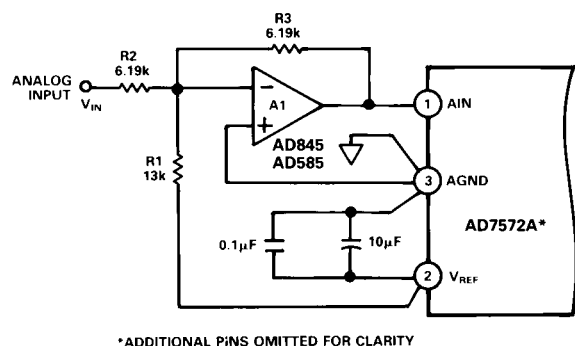 R3
6.19k
R2
6.19k
ANALOG
INPUT
VIN
−
A1
+
AD845
AD585
R1
13k
1
AIN
3
AGND
AD7572A*
0.1µF
10µF
2
VREF
*ADDITIONAL PiNS OMITTED FOR CLARITY